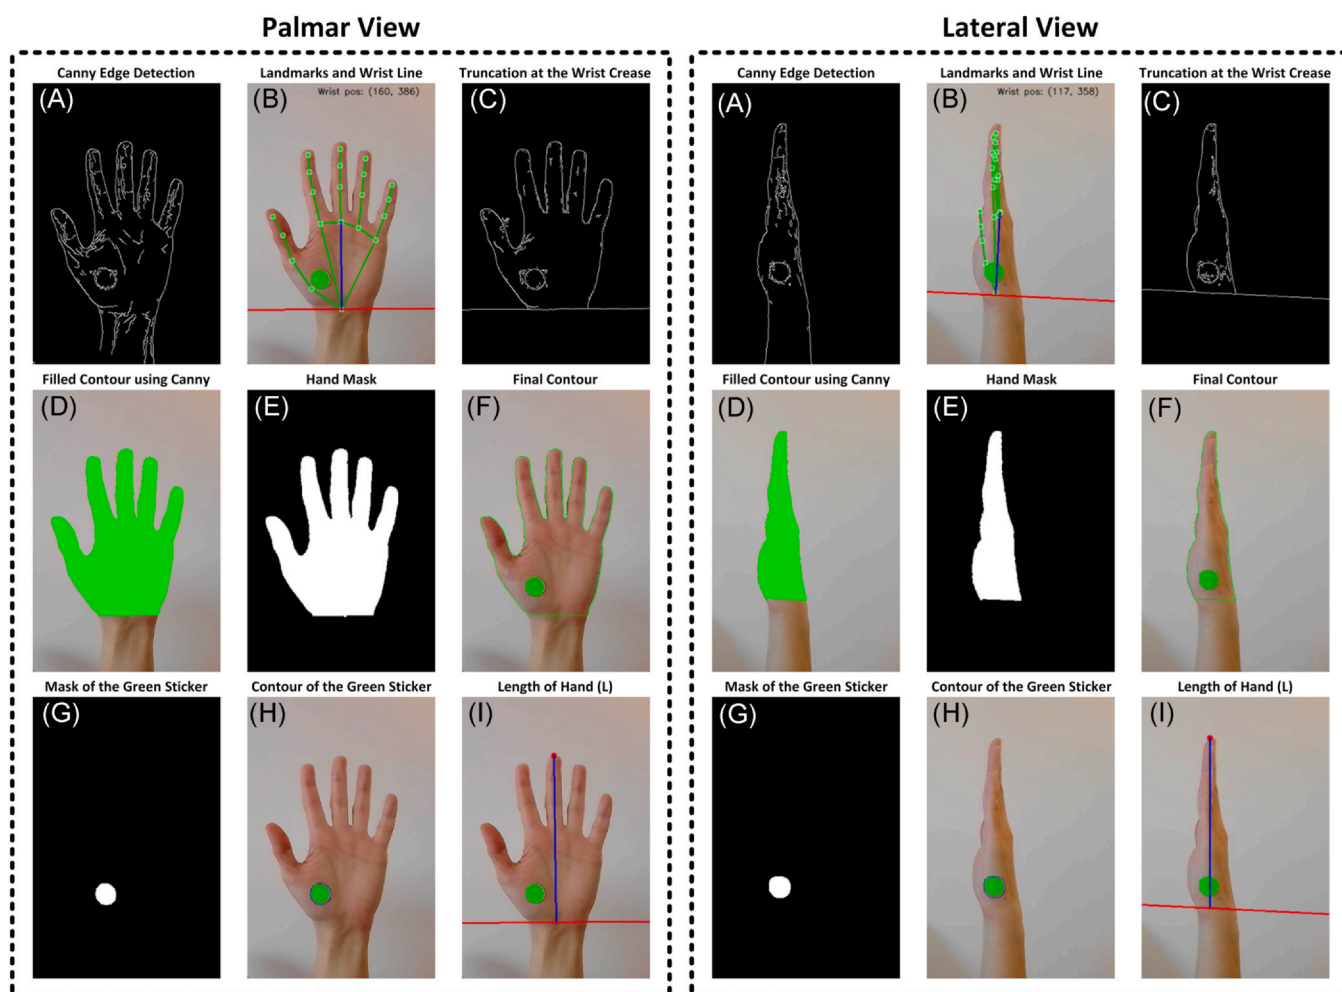 Palmar View
Canny Edge Detection
Landmarks and Wrist Line
Truncation at the Wrist Crease
(A)
(B)
Wrist pos: (160, 386)
(C)
Filled Contour using Canny
Hand Mask
Final Contour
(D)
(E)
(F)
Mask of the Green Sticker
Contour of the Green Sticker
Length of Hand (L)
(G)
(H)
(I)
Lateral View
Canny Edge Detection
Landmarks and Wrist Line
Truncation at the Wrist Crease
(A)
(B)
Wrist pos: (117, 358)
(C)
Filled Contour using Canny
Hand Mask
Final Contour
(D)
(E)
(F)
Mask of the Green Sticker
Contour of the Green Sticker
Length of Hand (L)
(G)
(H)
(I)